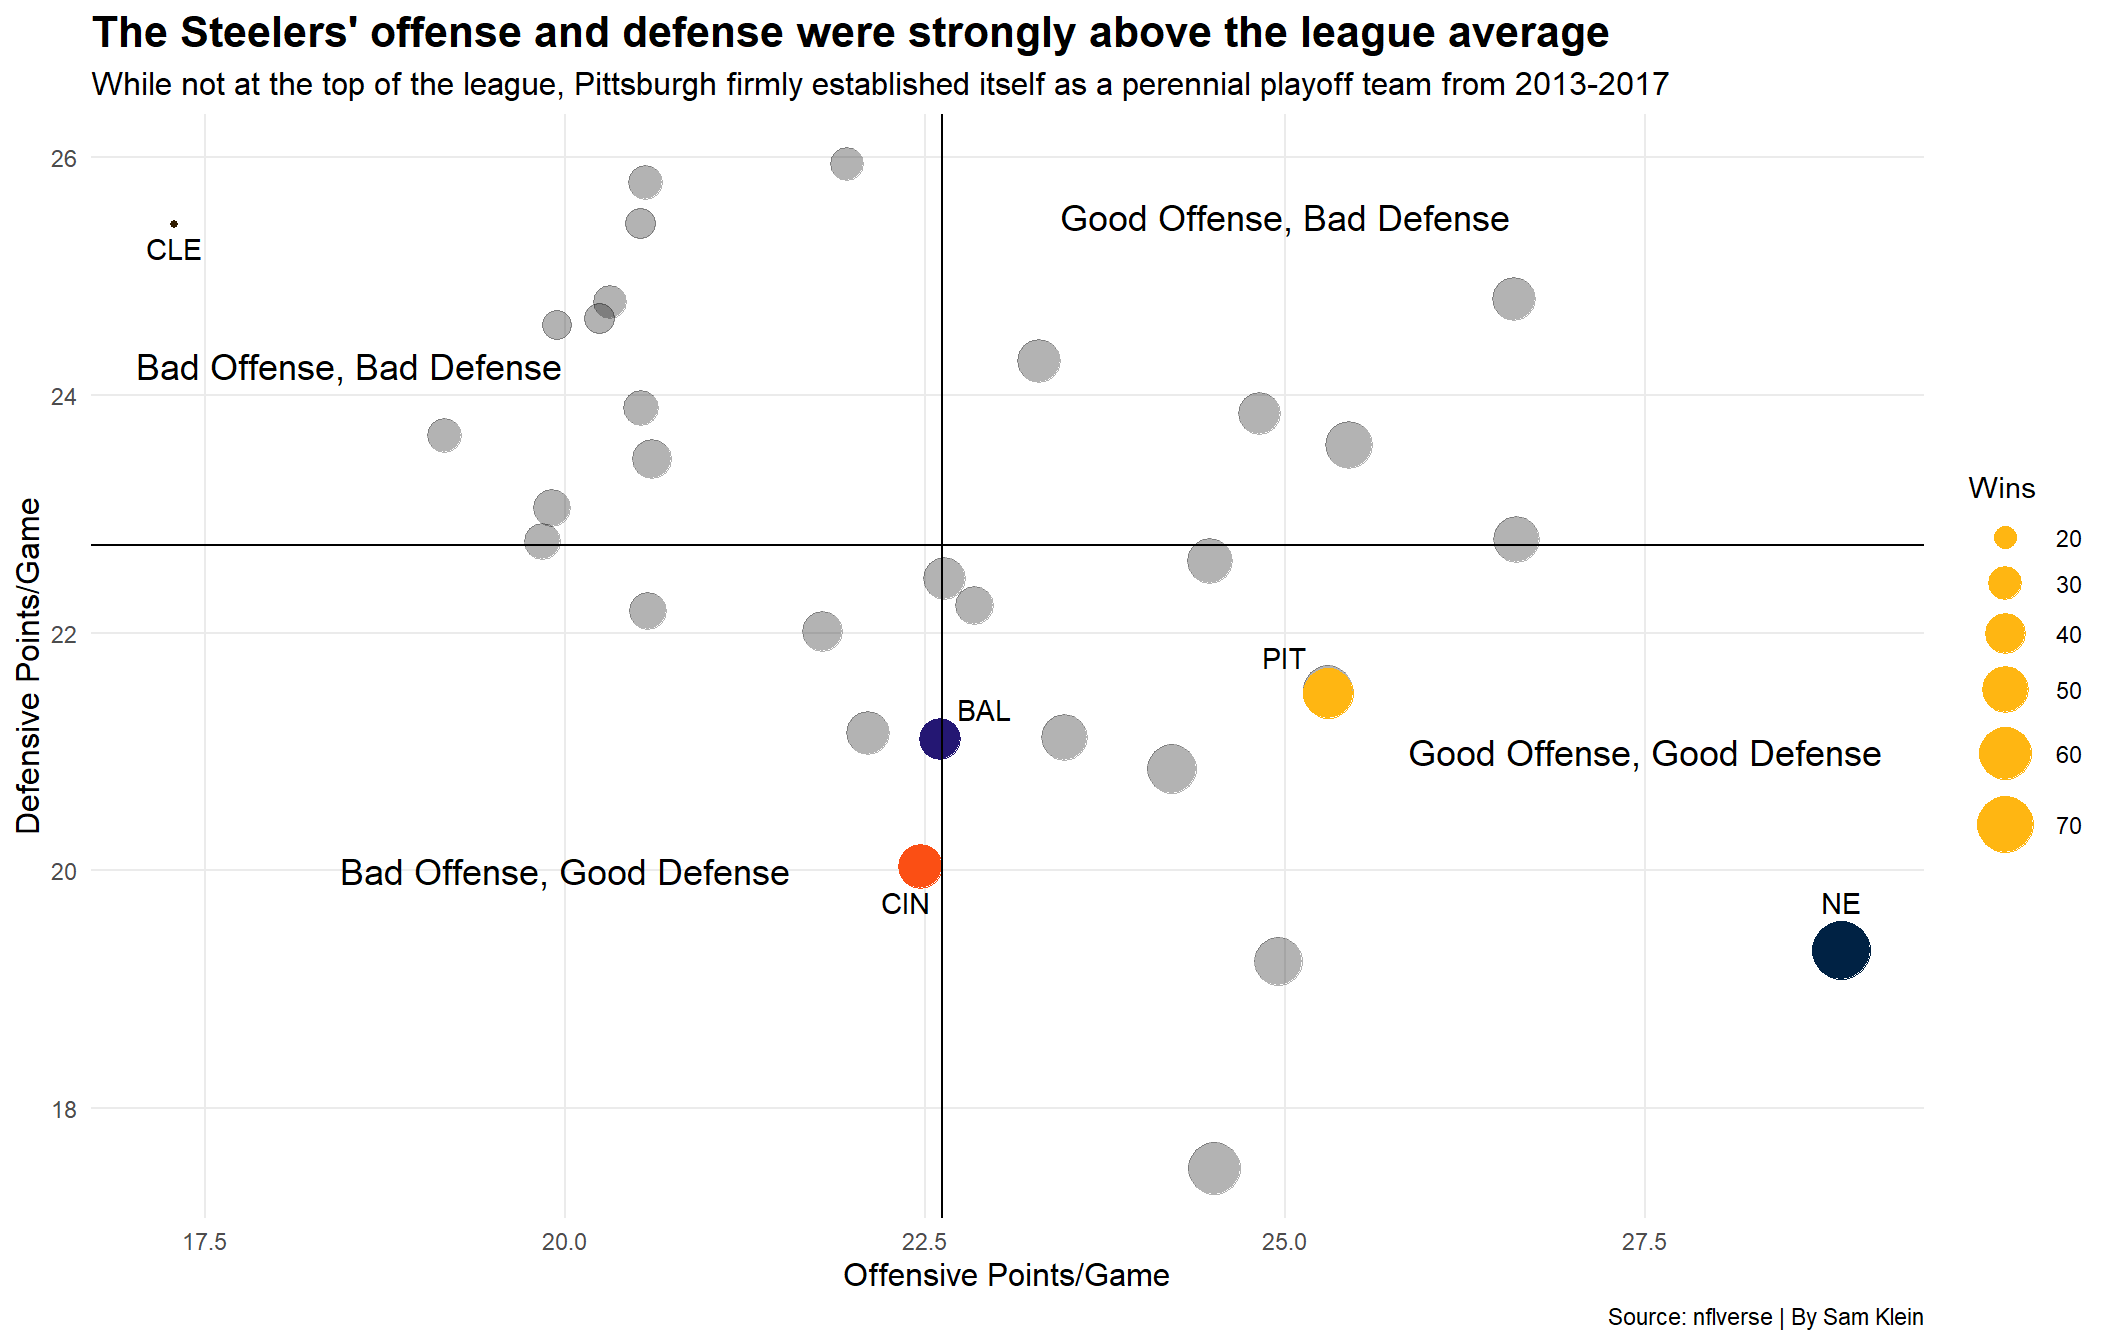 The Steelers' offense and defense were strongly above the league average
While not at the top of the league, Pittsburgh firmly established itself as a perennial playoff team from 2013-2017
26
Good Offense, Bad Defense
CLE
Bad Offense, Bad Defense
24
Wins
20
30
22
40
PIT
50
BAL
Good Offense, Good Defense
60
70
20
Bad Offense, Good Defense
CIN
NE
18
Defensive Points/Game
17.5
20.0
22.5
25.0
27.5
Offensive Points/Game
Source: nflverse | By Sam Klein